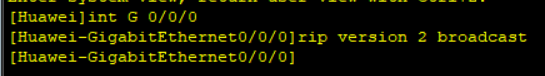 [Huawei]int G 0/0/0
[Huawei-GigabitEthernet0/0/0]rip version 2 broadcast
[Huawei-GigabitEthernet0/0/0]